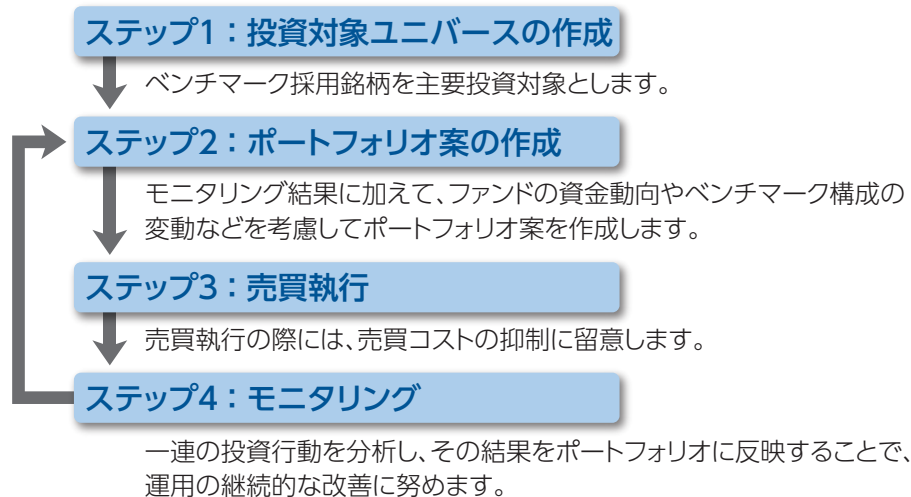 ステップ1：投資対象ユニバースの作成
ベンチマーク採用銘柄を主要投資対象とします。
ステップ2：ポートフォリオ案の作成
モニタリング結果に加えて、ファンドの資金動向やベンチマーク構成の
変動などを考慮してポートフォリオ案を作成します。
ステップ3：売買執行
売買執行の際には、売買コストの抑制に留意します。
ステップ4：モニタリング
一連の投資行動を分析し、その結果をポートフォリオに反映することで、
運用の継続的な改善に努めます。